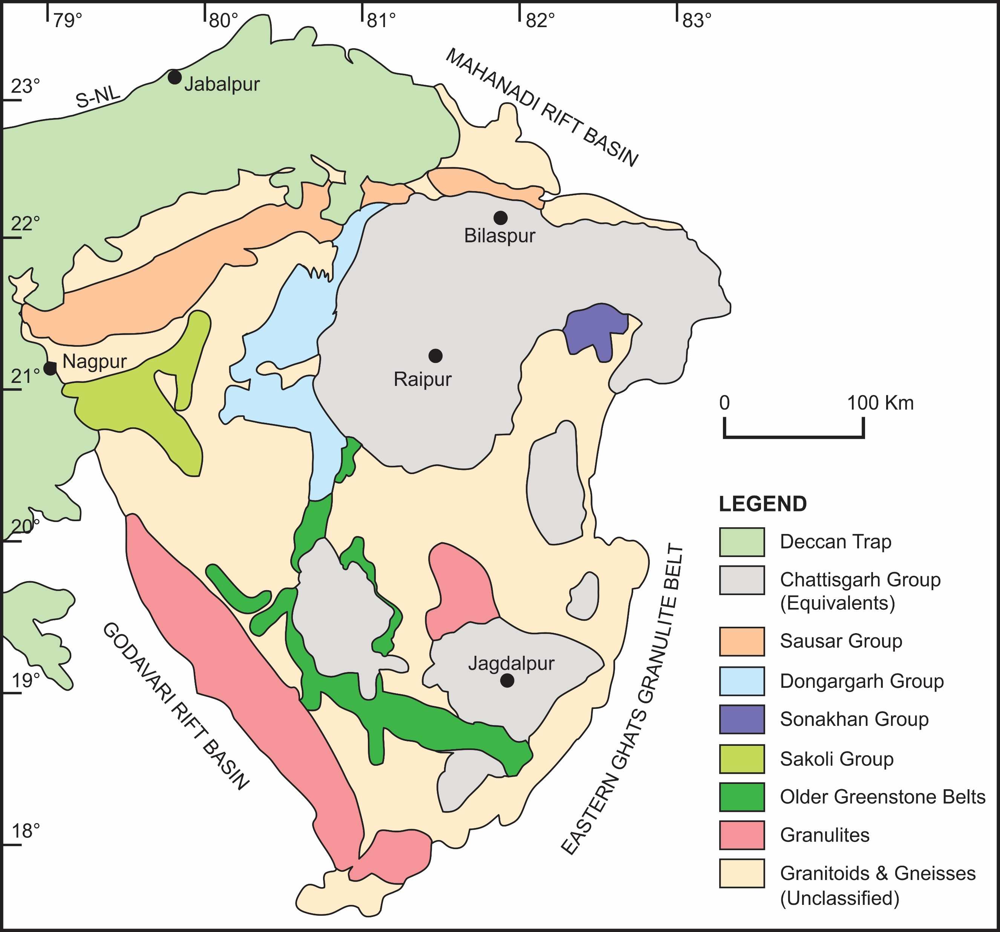 79°
80°
81°
82°
83°
MAHANADI RIFT BASIN
23°
S-NL
Jabalpur
22°
Bilaspur
Nagpur
21°
Raipur
0 100 Km
20°
GODAVARI RIFT BASIN
EASTERN GHATS GRANULITE BELT
19°
Jagdalpur
18°
LEGEND
Deccan Trap
Chattisgarh Group
(Equivalents)
Sausar Group
Dongargarh Group
Sonakhan Group
Sakoli Group
Older Greenstone Belts
Granulites
Granitoids & Gneisses
(Unclassified)